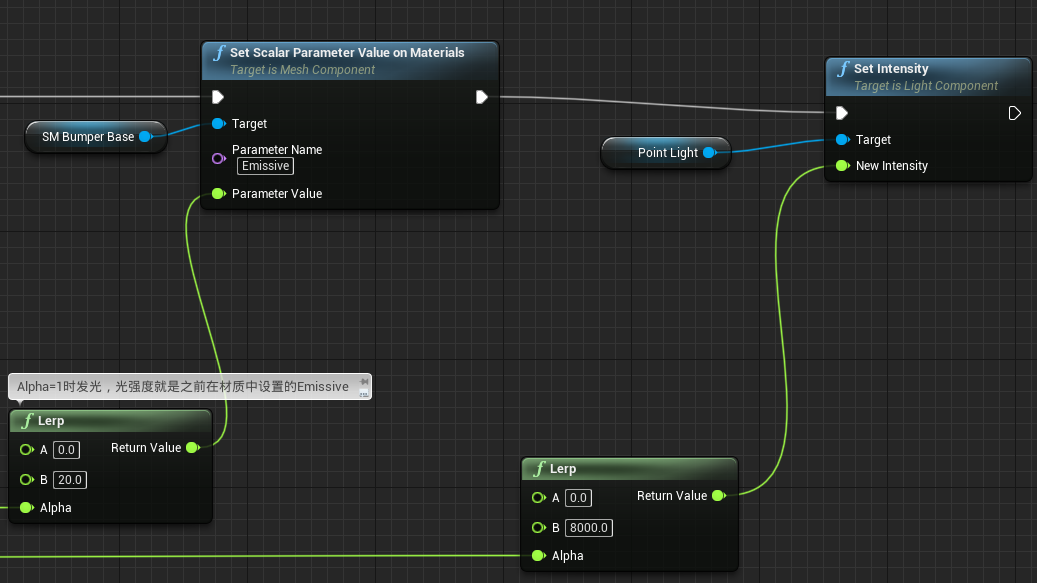 Set Scalar Parameter Value on Materials
Target is Mesh Component
SM Bumper Base
Target
Parameter Name
Emissive
Parameter Value
Set Intensity
Target is Light Component
Point Light
Target
New Intensity
Alpha=1时发光，光强度就是之前在材质中设置的Emissive
Lerp
A 0.0 Return Value
B 20.0
Alpha
Lerp
A 0.0 Return Value
B 8000.0
Alpha